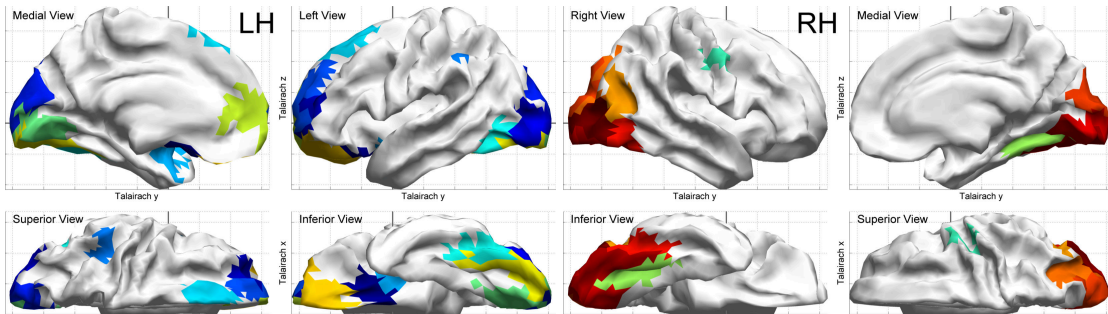 Medial View
LH
Left View
Right View
RH
Medial View
Talairach z
Talairach z
Talairach y
Talairach y
Talairach y
Talairach y
Superior View
Inferior View
Inferior View
Superior View
Talairach x
Talairach x